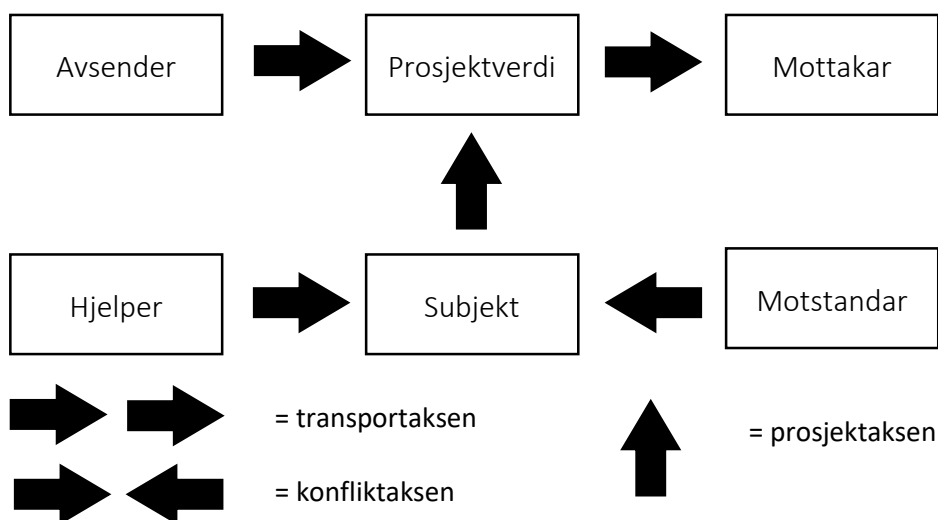 Avsender
Prosjektverdi
Mottakar
Hjelper
Subjekt
Motstandar
= transportaksen
= prosjektaksen
= konfliktaksen